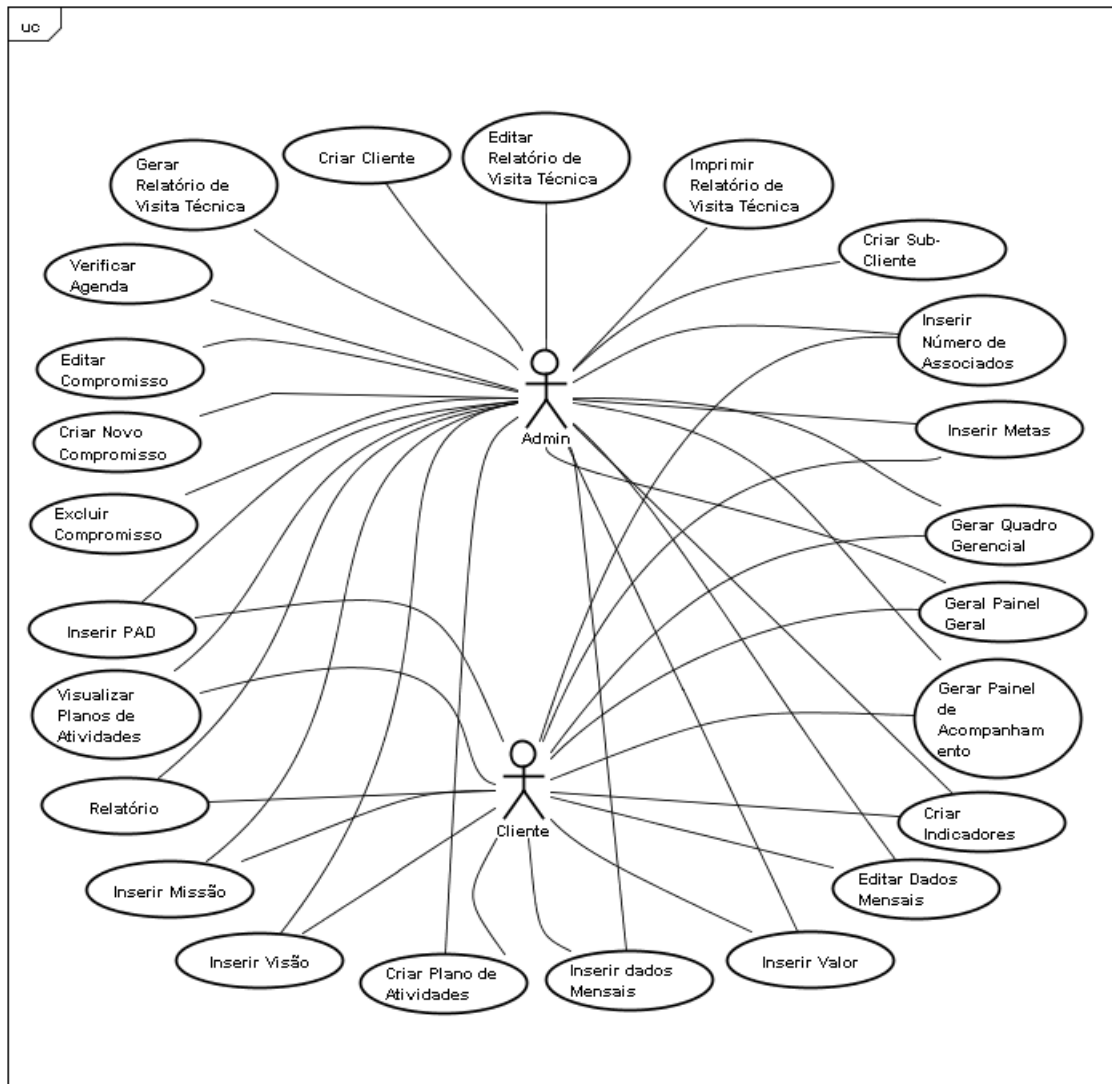 uc
Editar
Relatório de
Visita Técnica
Criar Cliente
Gerar
Relatório de
Visita Técnica
Imprimir
Relatório de
Visita Técnica
Criar Sub-
Cliente
Verificar
Agenda
Inserir
Número de
Associados
Editar
Compromisso
Admin
Inserir Metas
Criar Novo
Compromisso
Excluir
Compromisso
Gerar Quadro
Gerencial
Geral Painel
Geral
Inserir PAD
Visualizar
Planos de
Atividades
Gerar Painel
de
Acompanham
ento
Relatório
Cliente
Criar
Indicadores
Inserir Missão
Editar Dados
Mensais
Inserir Visão
Criar Plano de
Atividades
Inserir dados
Mensais
Inserir Valor